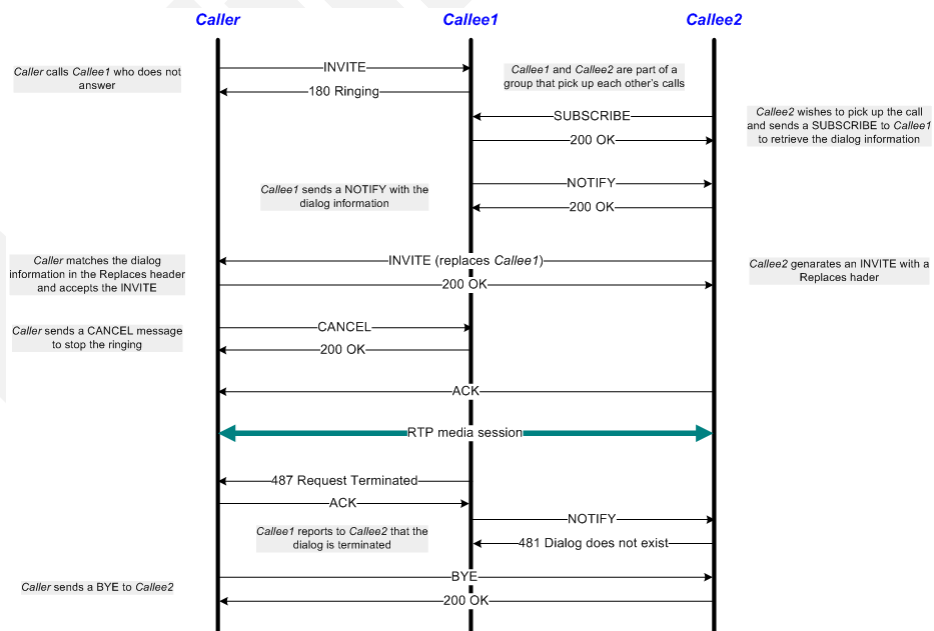 Caller
Callee1
Callee2
INVITE
Caller calls Callee1 who does not
answer
Callee1 and Callee2 are part of a
group that pick up each other's calls
180 Ringing
SUBSCRIBE
Callee2 wishes to pick up the call
and sends a SUBSCRIBE to Callee1
to retrieve the dialog information
200 OK
NOTIFY
Callee1 sends a NOTIFY with the
dialog information
200 OK
INVITE (replaces Callee1)
Caller matches the dialog
information in the Replaces header
and accepts the INVITE
Callee2 genarates an INVITE with a
Replaces hader
200 OK
CANCEL
Caller sends a CANCEL message
to stop the ringing
200 OK
ACK
RTP media session
487 Request Terminated
ACK
NOTIFY
Callee1 reports to Callee2 that the
dialog is terminated
481 Dialog does not exist
BYE
Caller sends a BYE to Callee2
200 OK